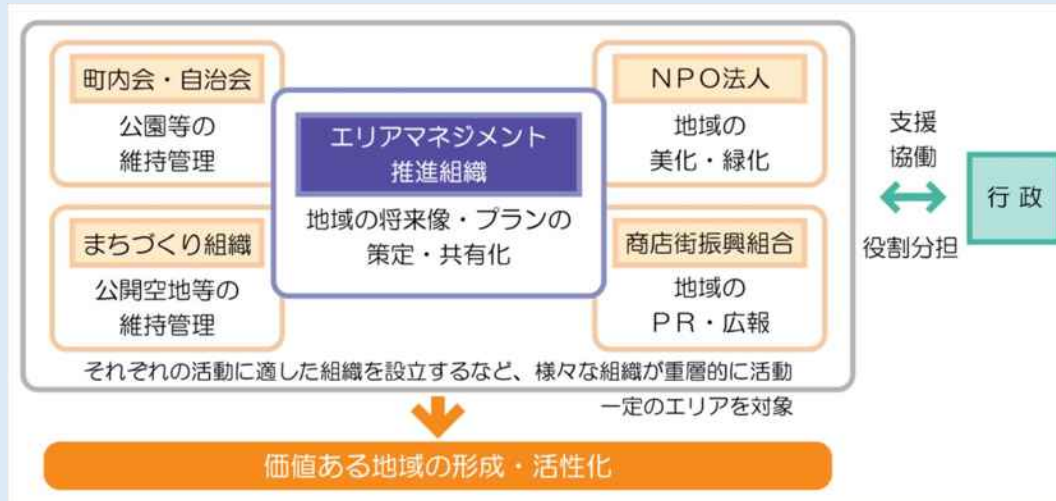 町内会・自治会
公園等の
維持管理
NPO法人
地域の
美化・緑化
エリアマネジメント
推進組織
地域の将来像・プランの
策定・共有化
まちづくり組織
公開空地等の
維持管理
商店街振興組合
地域の
PR・広報
それぞれの活動に適した組織を設立するなど、様々な組織が重層的に活動
一定のエリアを対象
支援
協働
役割分担
行政
価値ある地域の形成・活性化